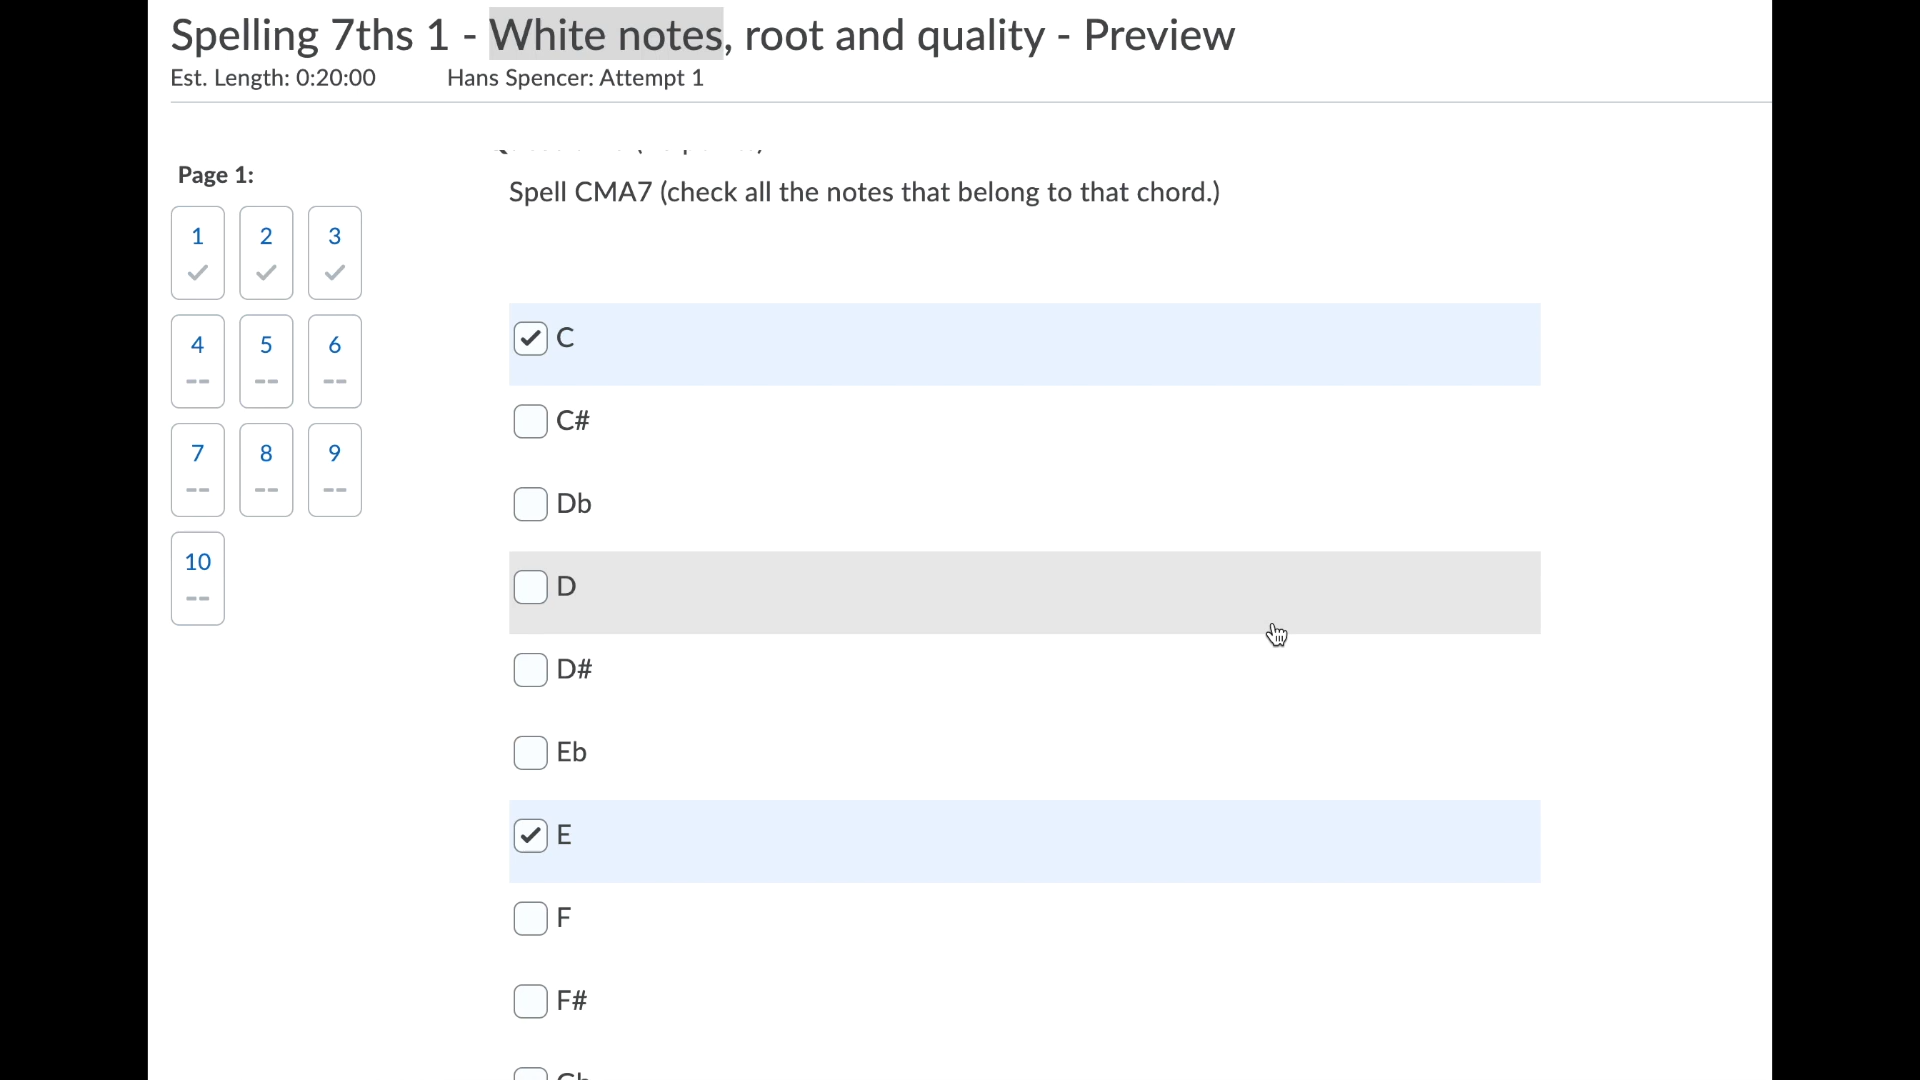 Spelling 7ths 1 - White notes, root and quality - Preview
Est. Length: 0:20:00 Hans Spencer: Attempt 1
Page 1:
1 2 3
4 5 6
-- -- --
7 8 9
-- -- --
10
--
Spell CMA7 (check all the notes that belong to that chord.)
C
C#
Db
D
D#
Eb
E
F
F#